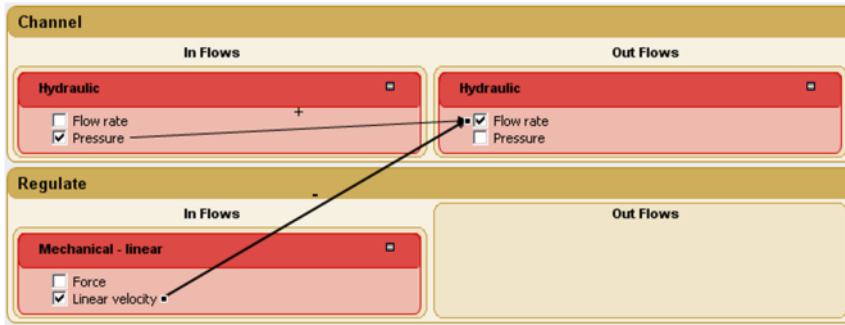 Channel
In Flows
Out Flows
Hydraulic
Hydraulic
+
Flow rate
Flow rate
Pressure
Pressure
Regulate
-
In Flows
Out Flows
Mechanical - linear
Force
Linear velocity